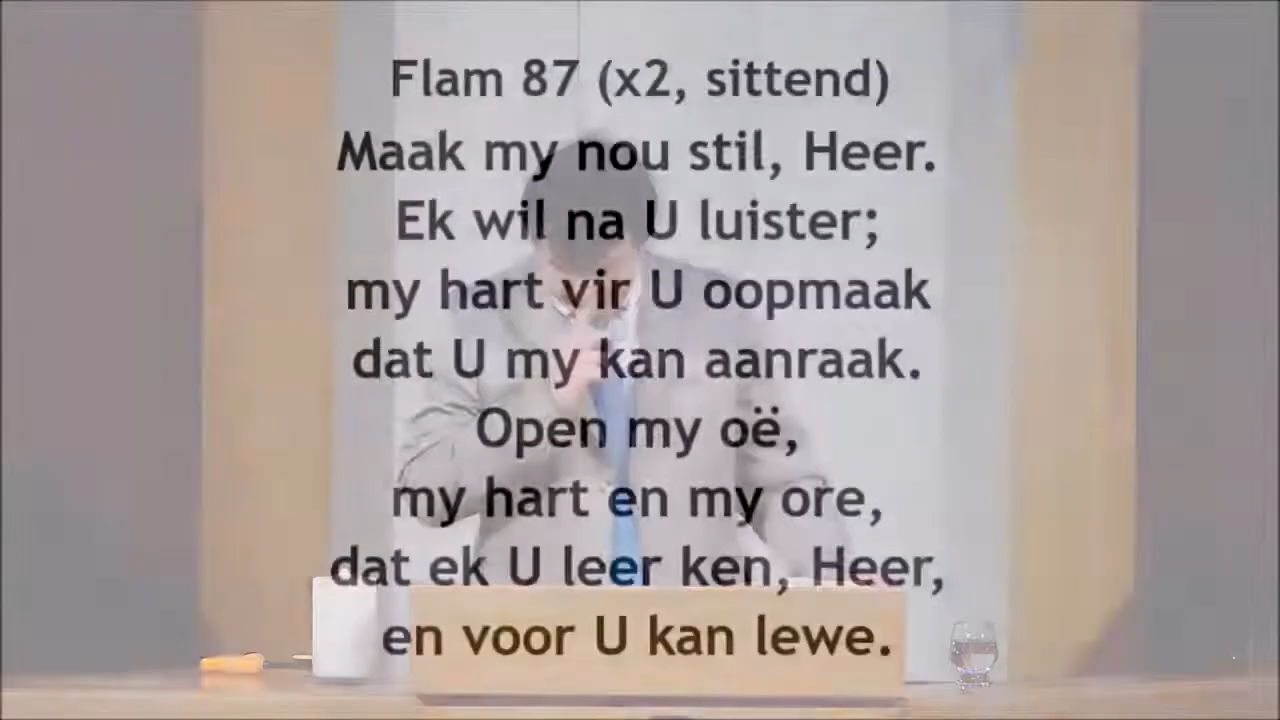 Flam 87 (x2, sittend)
Maak my nou stil, Heer.
Ek wil na U luister;
my hart vir U oopmaak
dat U my kan aanraak.
Open my oë,
my hart en my ore,
dat ek U leer ken, Heer,
en voor U kan lewe.